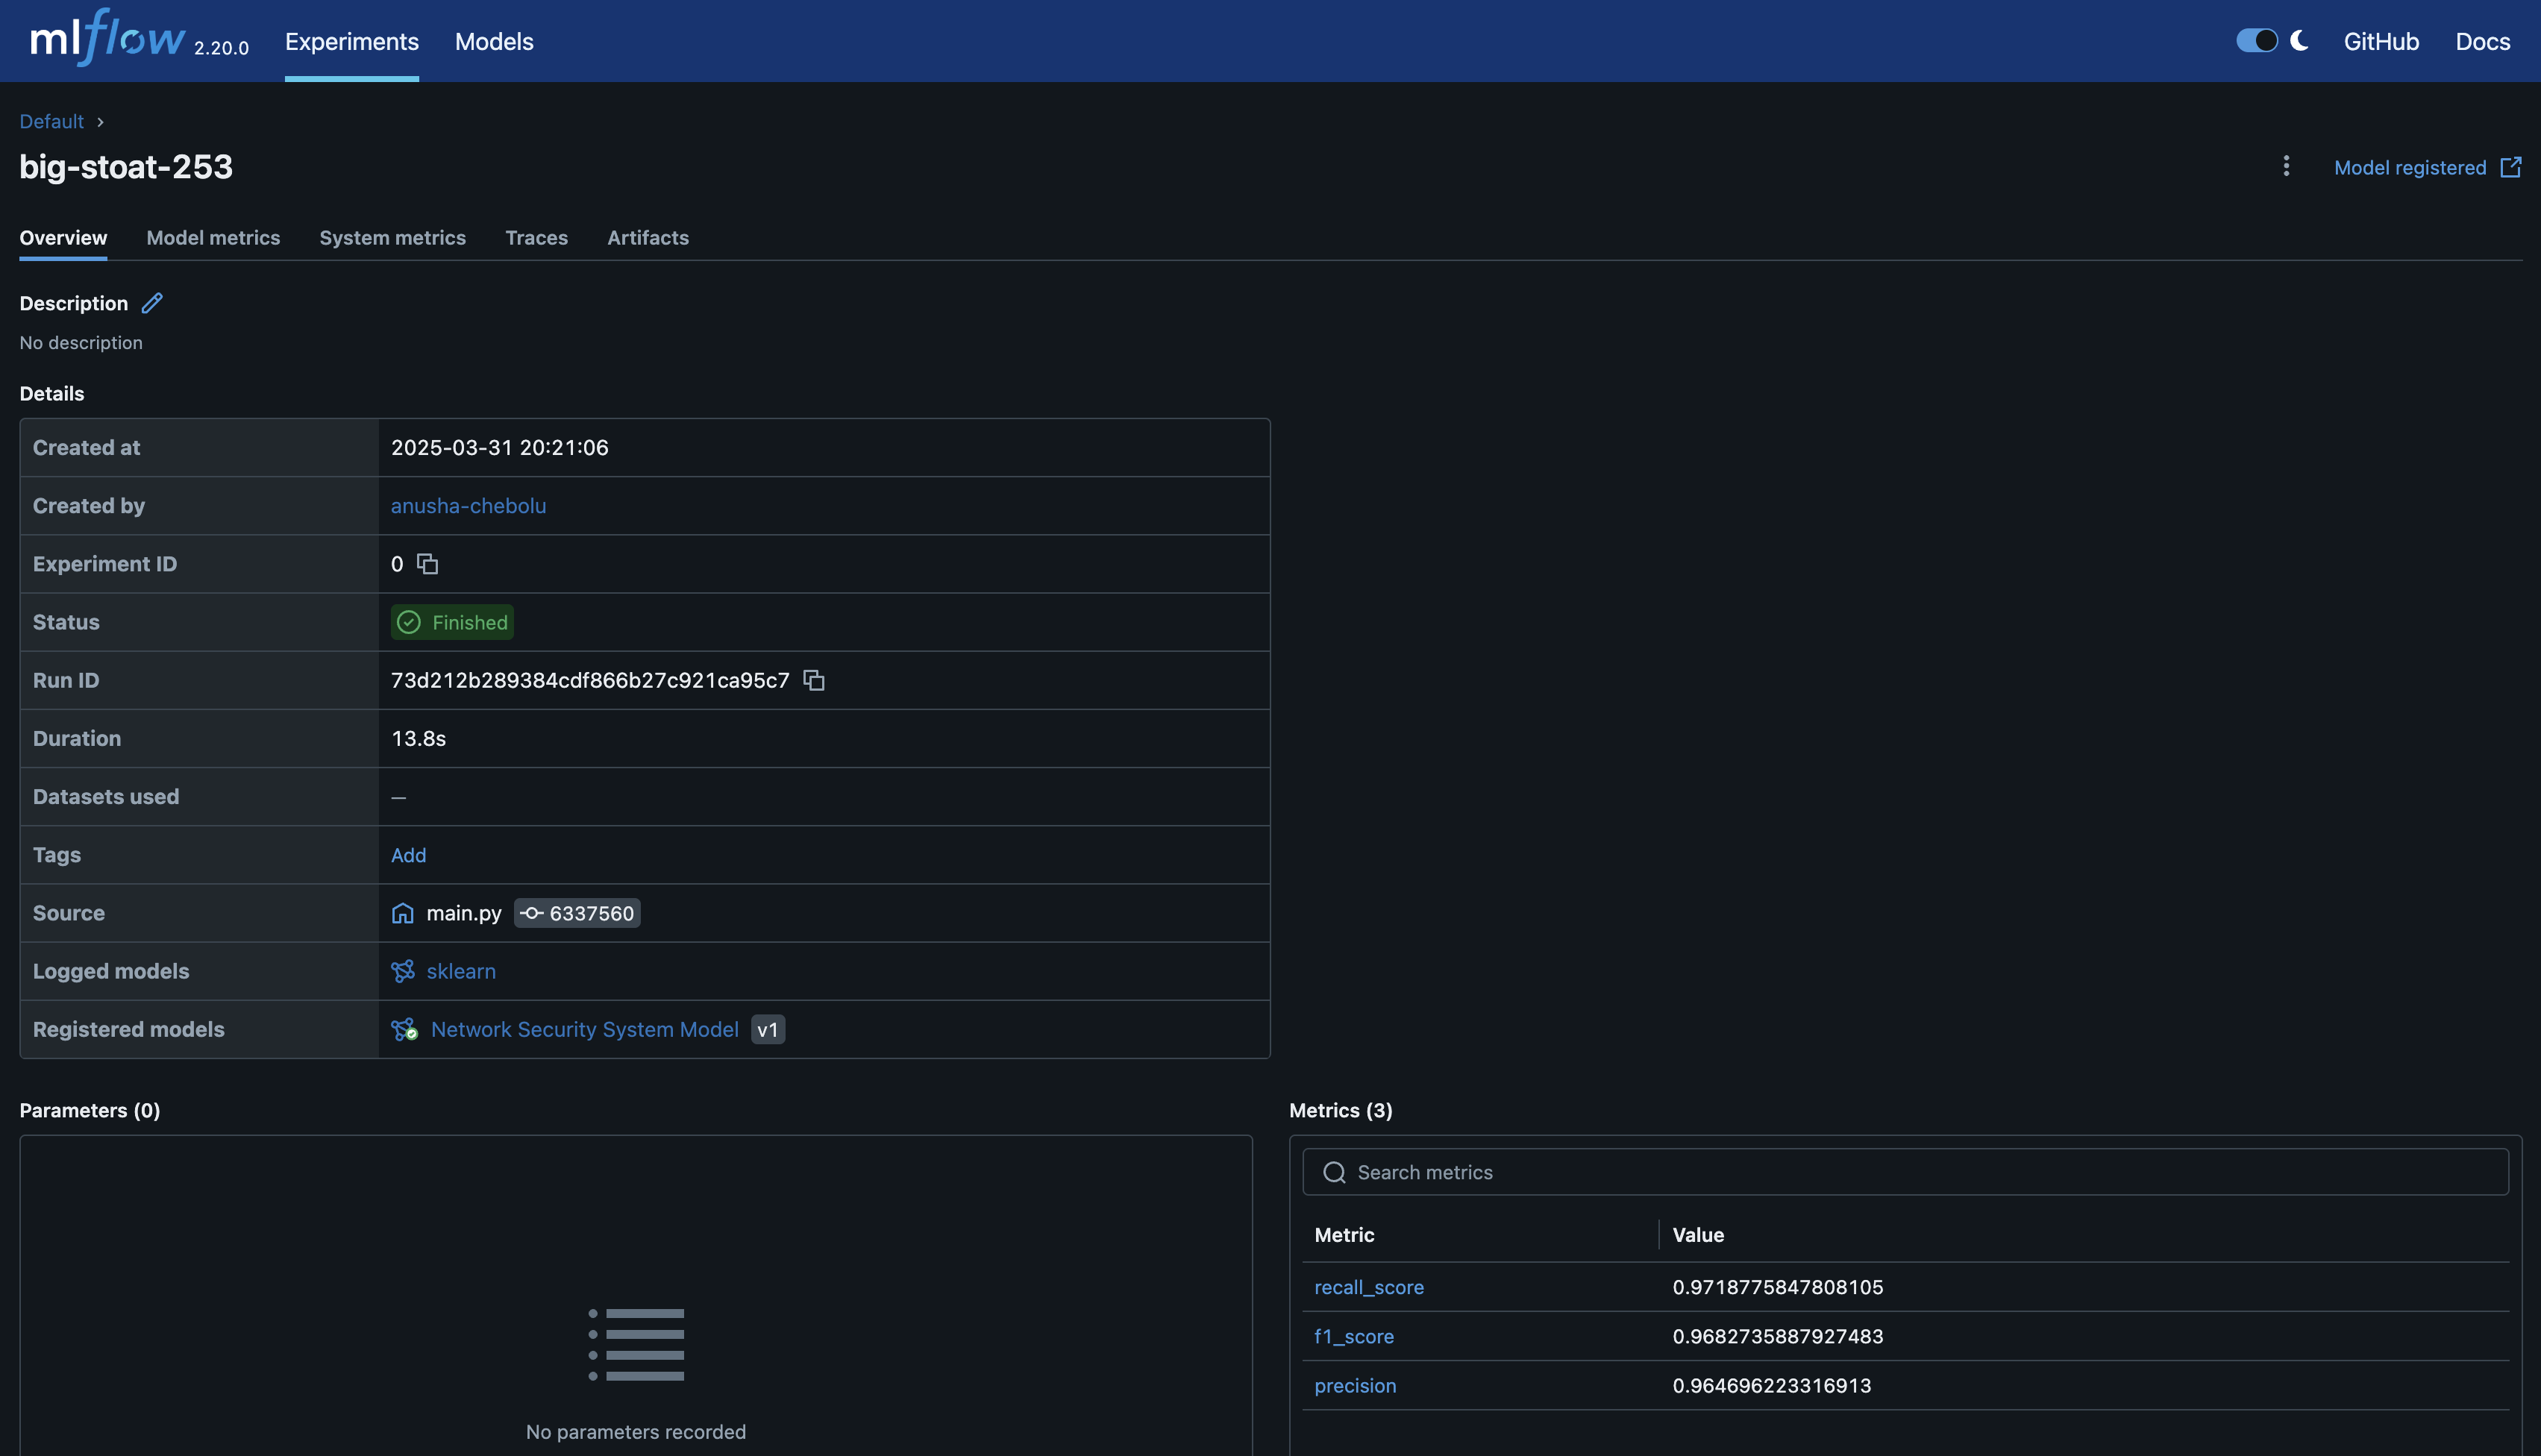 mlflow 2.20.0 Experiments Models GitHub Docs
Default
big-stoat-253
Model registered
Overview Model metrics System metrics Traces Artifacts
Description
No description
Details
Created at 2025-03-31 20:21:06
Created by anusha-chebolu
Experiment ID 0
Status Finished
Run ID 73d212b289384cdf866b27c921ca95c7
Duration 13.8s
Datasets used —
Tags Add
Source main.py 6337560
Logged models sklearn
Registered models Network Security System Model v1
Parameters (0)
No parameters recorded
Metrics (3)
Search metrics
Metric Value
recall_score 0.9718775847808105
f1_score 0.9682735887927483
precision 0.964696223316913